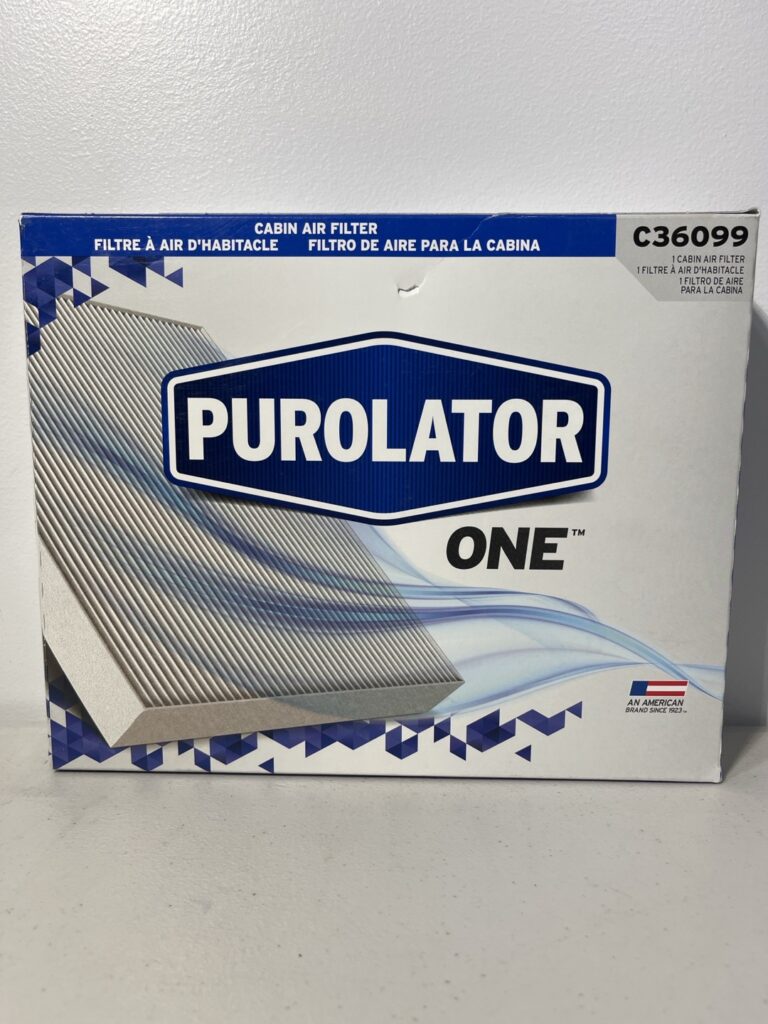 CABIN AIR FILTER
FILTRE À AIR D'HABITACLE FILTRO DE AIRE PARA LA CABINA
C36099
1 CABIN AIR FILTER
1 FILTRE À AIR D'HABITACLE
1 FILTRO DE AIRE
PARA LA CABINA
PUROLATOR
ONE™
AN AMERICAN
BRAND SINCE 1923™